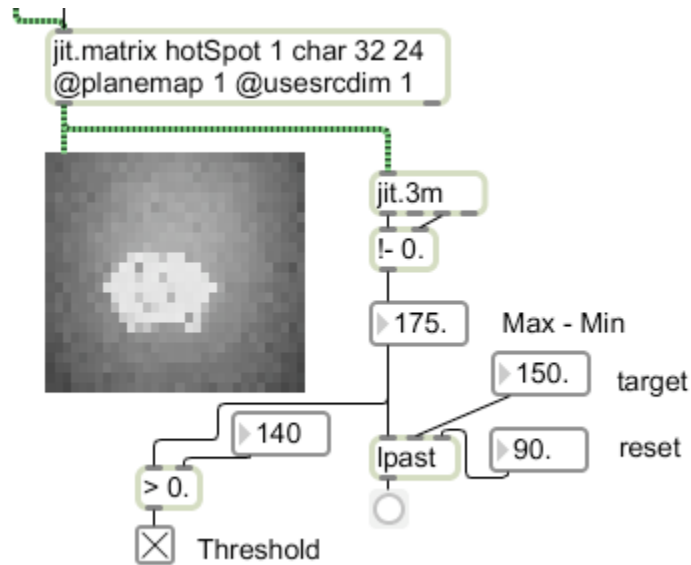 jit.matrix hotSpot 1 char 32 24
@planemap 1 @usesrcdim 1
jit.3m
!- 0.
175.
Max - Min
150.
target
140
lpast
90.
reset
> 0.
Threshold